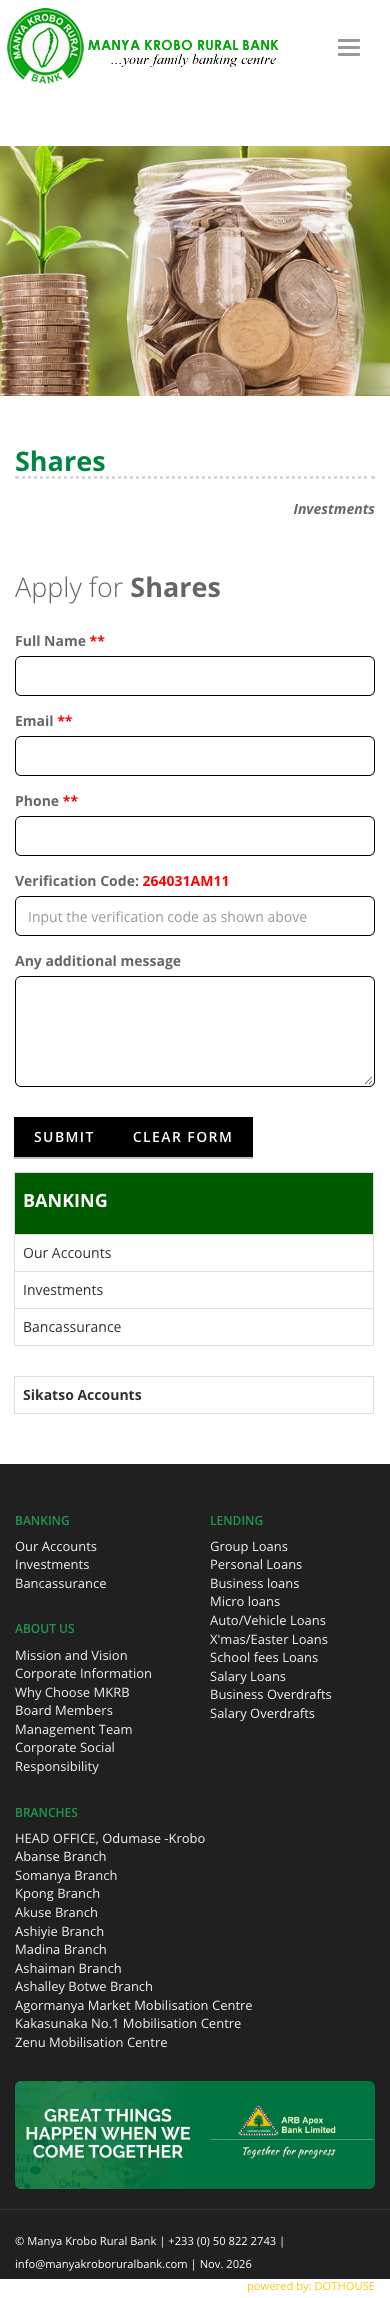 MANYA KROBO RURAL
BANK
MANYA KROBO RURAL BANK
...your family banking centre
Shares
Investments
Apply for Shares
Full Name **
Email **
Phone **
Verification Code: 264031AM11
Input the verification code as shown above
Any additional message
SUBMIT CLEAR FORM
BANKING
Our Accounts
Investments
Bancassurance
Sikatso Accounts
BANKING
Our Accounts
Investments
Bancassurance
ABOUT US
Mission and Vision
Corporate Information
Why Choose MKRB
Board Members
Management Team
Corporate Social
Responsibility
LENDING
Group Loans
Personal Loans
Business loans
Micro loans
Auto/Vehicle Loans
X'mas/Easter Loans
School fees Loans
Salary Loans
Business Overdrafts
Salary Overdrafts
BRANCHES
HEAD OFFICE, Odumase -Krobo
Abanse Branch
Somanya Branch
Kpong Branch
Akuse Branch
Ashiyie Branch
Madina Branch
Ashaiman Branch
Ashalley Botwe Branch
Agormanya Market Mobilisation Centre
Kakasunaka No.1 Mobilisation Centre
Zenu Mobilisation Centre
GREAT THINGS
HAPPEN WHEN WE
COME TOGETHER
ARB Apex
Bank Limited
Together for progress
© Manya Krobo Rural Bank | +233 (0) 50 822 2743 |
info@manyakroboruralbank.com | Nov. 2026
powered by: DOTHOUSE